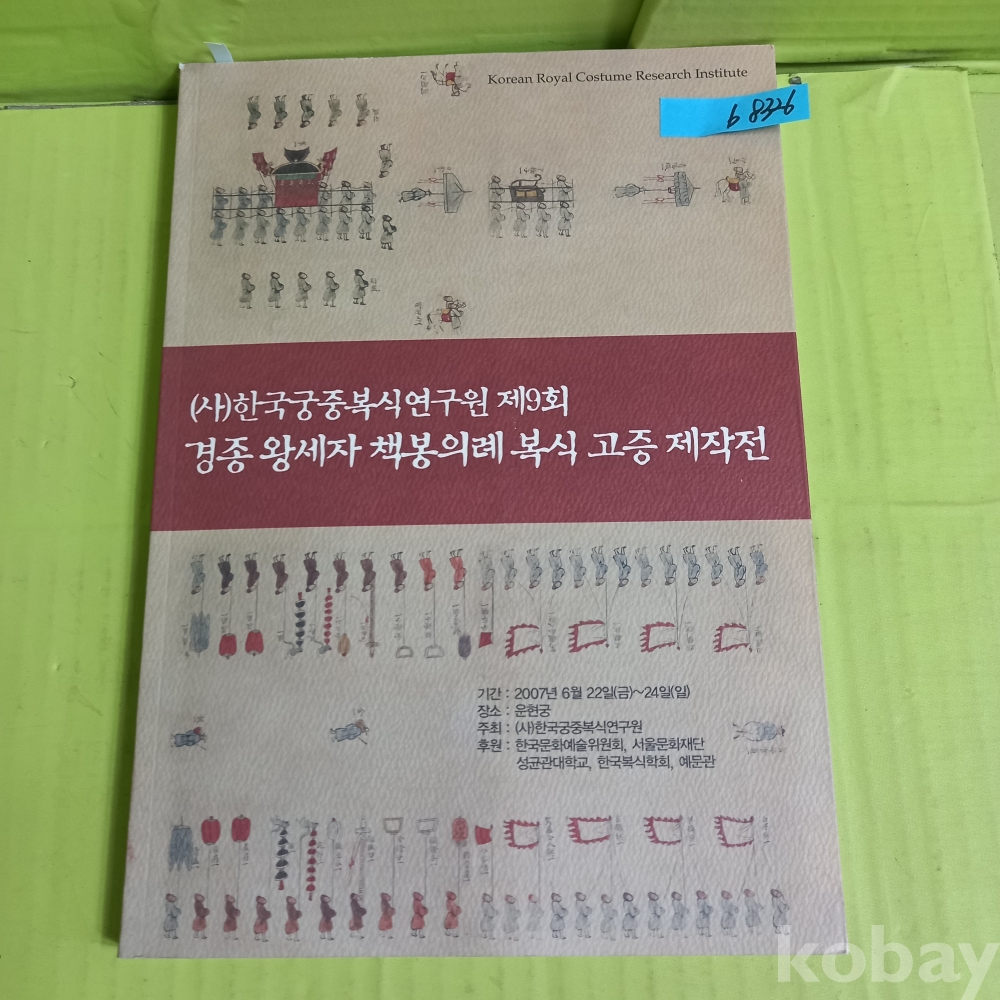 Korean Royal Costume Research Institute
68326
(사)한국궁중복식연구원 제9회
경종 왕세자 책봉의례 복식 고증 제작전
기간 : 2007년 6월 22일(금)~24일(일)
장소 : 운현궁
주최 : (사)한국궁중복식연구원
후원 : 한국문화예술위원회, 서울문화재단
성균관대학교, 한국복식학회, 예문관
kobay